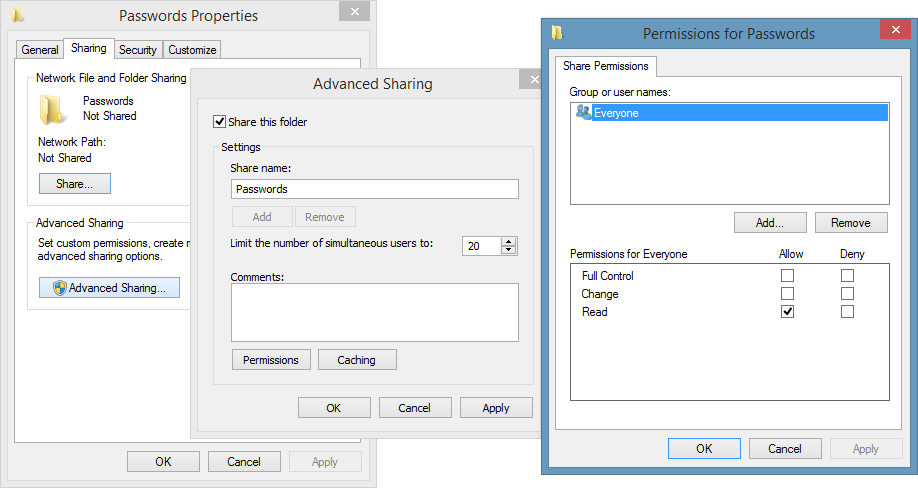 Passwords Properties
General
Sharing
Security
Customize
Network File and Folder Sharing
Passwords
Not Shared
Network Path:
Not Shared
Share...
Advanced Sharing
Set custom permissions, create
advanced sharing options.
Advanced Sharing...
OK
Cancel
Apply
Advanced Sharing
Share this folder
Settings
Share name:
Passwords
Add
Remove
Limit the number of simultaneous users to:
20
Comments:
Permissions
Caching
OK
Cancel
Apply
Permissions for Passwords
Share Permissions
Group or user names:
Everyone
Add...
Remove
Permissions for Everyone
Allow
Deny
Full Control
Change
Read
OK
Cancel
Apply